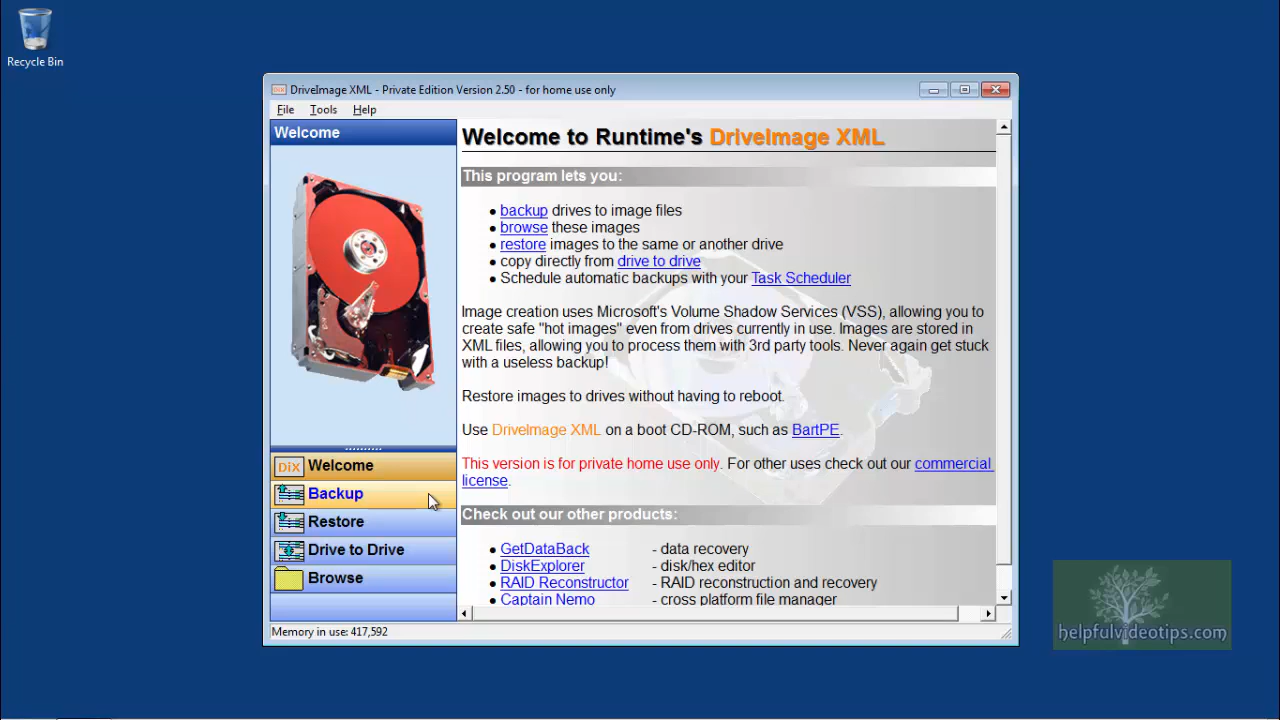 Recycle Bin
DriveImage XML - Private Edition Version 2.50 - for home use only
File Tools Help
Welcome
Welcome to Runtime's DriveImage XML
This program lets you:
• backup drives to image files
• browse these images
• restore images to the same or another drive
• copy directly from drive to drive
• Schedule automatic backups with your Task Scheduler
Image creation uses Microsoft's Volume Shadow Services (VSS), allowing you to
create safe "hot images" even from drives currently in use. Images are stored in
XML files, allowing you to process them with 3rd party tools. Never again get stuck
with a useless backup!
Restore images to drives without having to reboot.
Use DriveImage XML on a boot CD-ROM, such as BartPE.
This version is for private home use only. For other uses check out our commercial
license.
Check out our other products:
• GetDataBack - data recovery
• DiskExplorer - disk/hex editor
• RAID Reconstructor - RAID reconstruction and recovery
• Captain Nemo - cross platform file manager
DiX Welcome
Backup
Restore
Drive to Drive
Browse
Memory in use: 417,592
helpfulvideotips.com